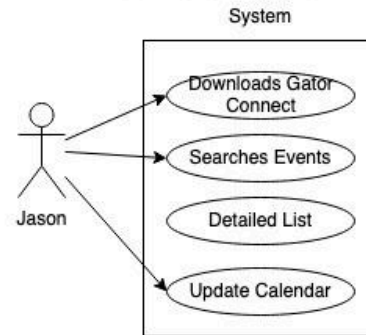 System
Downloads Gator
Connect
Searches Events
Jason
Detailed List
Update Calendar